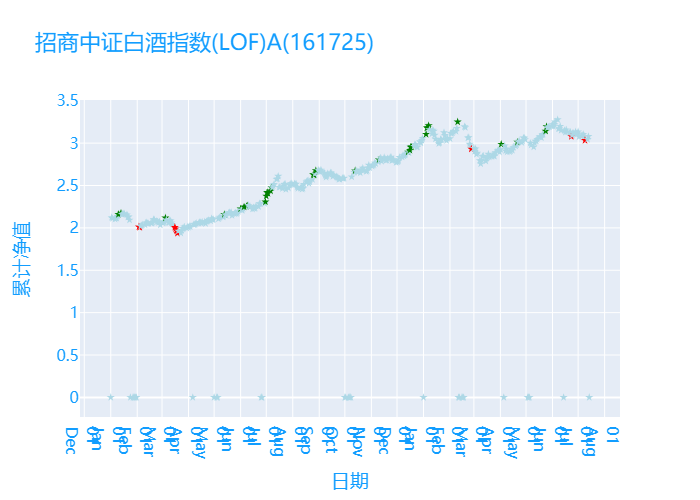 招商中证白酒指数(LOF)A(161725)
3.5
3
2.5
2
1.5
1
0.5
0
累计净值
Dec
Jan
Feb
Mar
Apr
May
Jun
Jul
Aug
Sep
Oct
Nov
Dec
Jan
Feb
Mar
Apr
May
Jun
Jul
Aug
01
日期